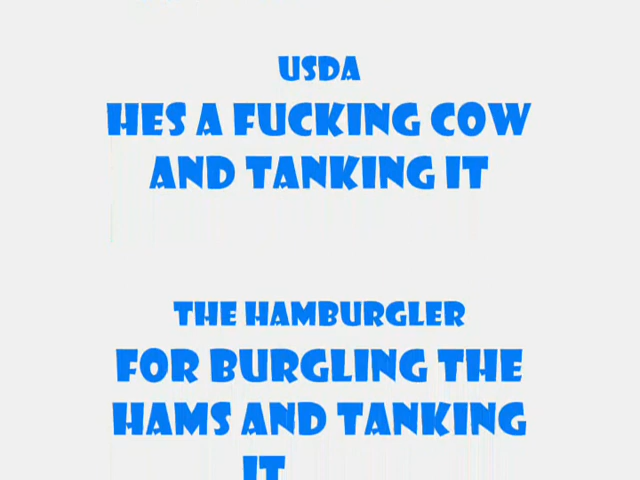 USDA
HES A FUCKING COW
AND TANKING IT
THE HAMBURGLER
FOR BURGLING THE
HAMS AND TANKING
IT